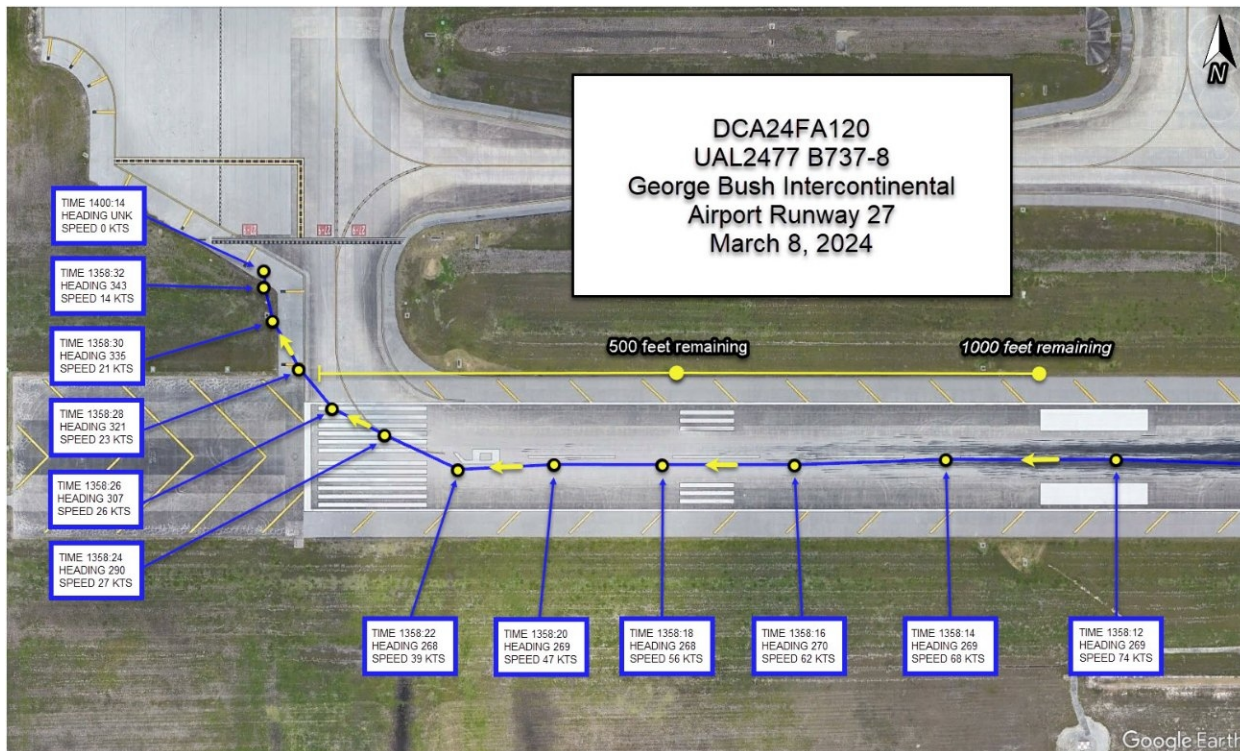 N
DCA24FA120
UAL2477 B737-8
George Bush Intercontinental
Airport Runway 27
March 8, 2024
TIME 1400:14
HEADING UNK
SPEED 0 KTS
TIME 1358:32
HEADING 343
SPEED 14 KTS
TIME 1358:30
HEADING 335
SPEED 21 KTS
TIME 1358:28
HEADING 321
SPEED 23 KTS
TIME 1358:26
HEADING 307
SPEED 26 KTS
TIME 1358:24
HEADING 290
SPEED 27 KTS
500 feet remaining
1000 feet remaining
TIME 1358:22
HEADING 268
SPEED 39 KTS
TIME 1358:20
HEADING 269
SPEED 47 KTS
TIME 1358:18
HEADING 268
SPEED 56 KTS
TIME 1358:16
HEADING 270
SPEED 62 KTS
TIME 1358:14
HEADING 269
SPEED 68 KTS
TIME 1358:12
HEADING 269
SPEED 74 KTS
Google Earth